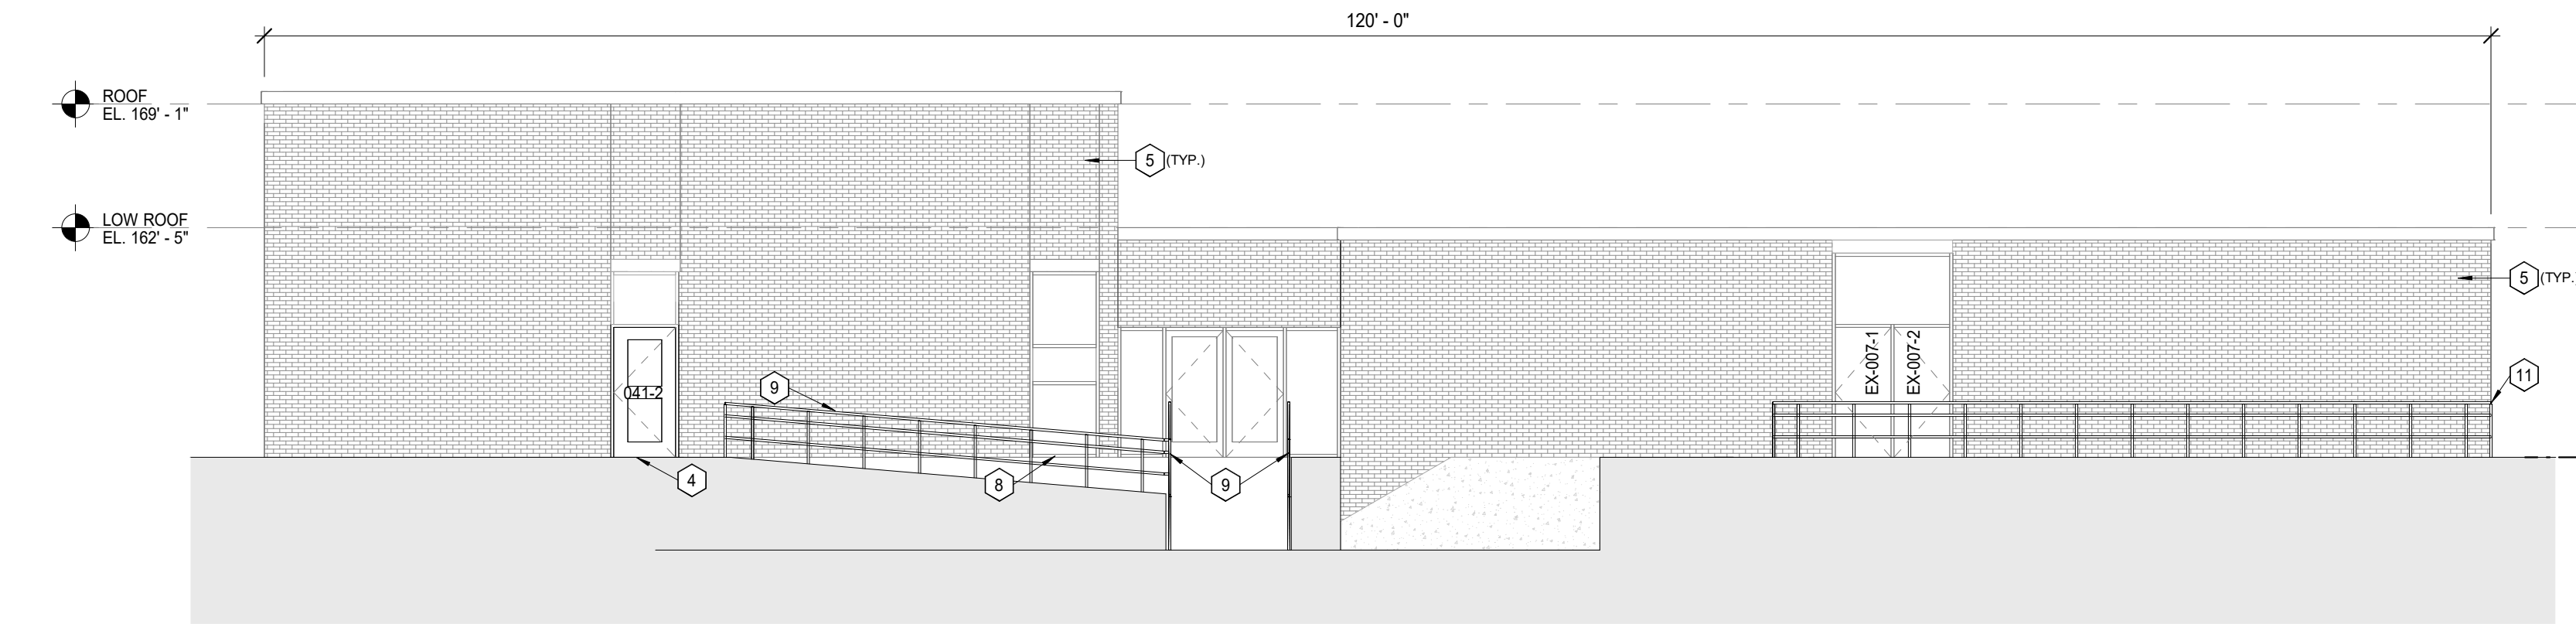 120' - 0"
ROOF
EL. 169' - 1"
5 (TYP.)
LOW ROOF
EL. 162' - 5"
5 (TYP.
EX-007-1
EX-007-2
11
9
041-2
4
8
9